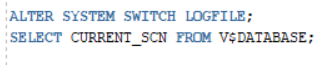 ALTER SYSTEM SWITCH LOGFILE;
SELECT CURRENT_SCN FROM V$DATABASE;